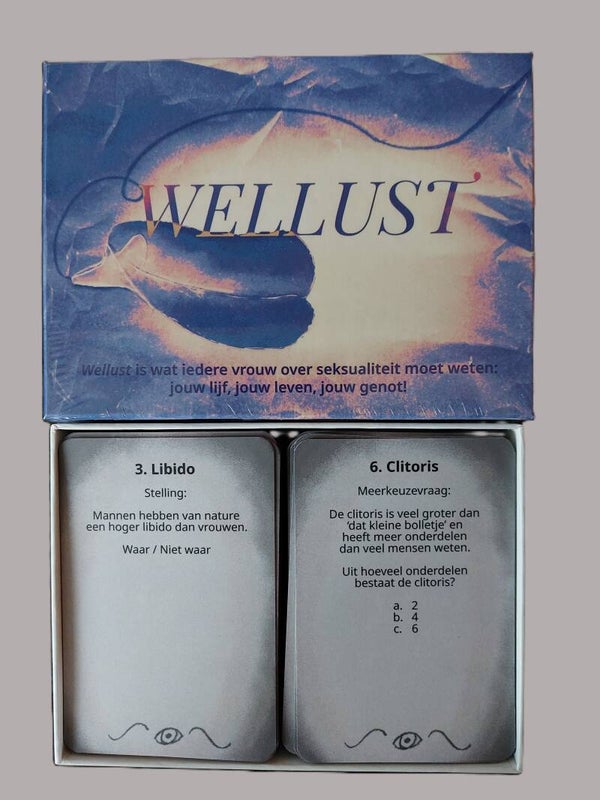 WELLUST
Wellust is wat iedere vrouw over seksualiteit moet weten:
jouw lijf, jouw leven, jouw genot!
3. Libido
Stelling:
Mannen hebben van nature
een hoger libido dan vrouwen.
Waar / Niet waar
6. Clitoris
Meerkeuzevraag:
De clitoris is veel groter dan
‘dat kleine bolletje’ en
heeft meer onderdelen
dan veel mensen weten.
Uit hoeveel onderdelen
bestaat de clitoris?
a. 2
b. 4
c. 6